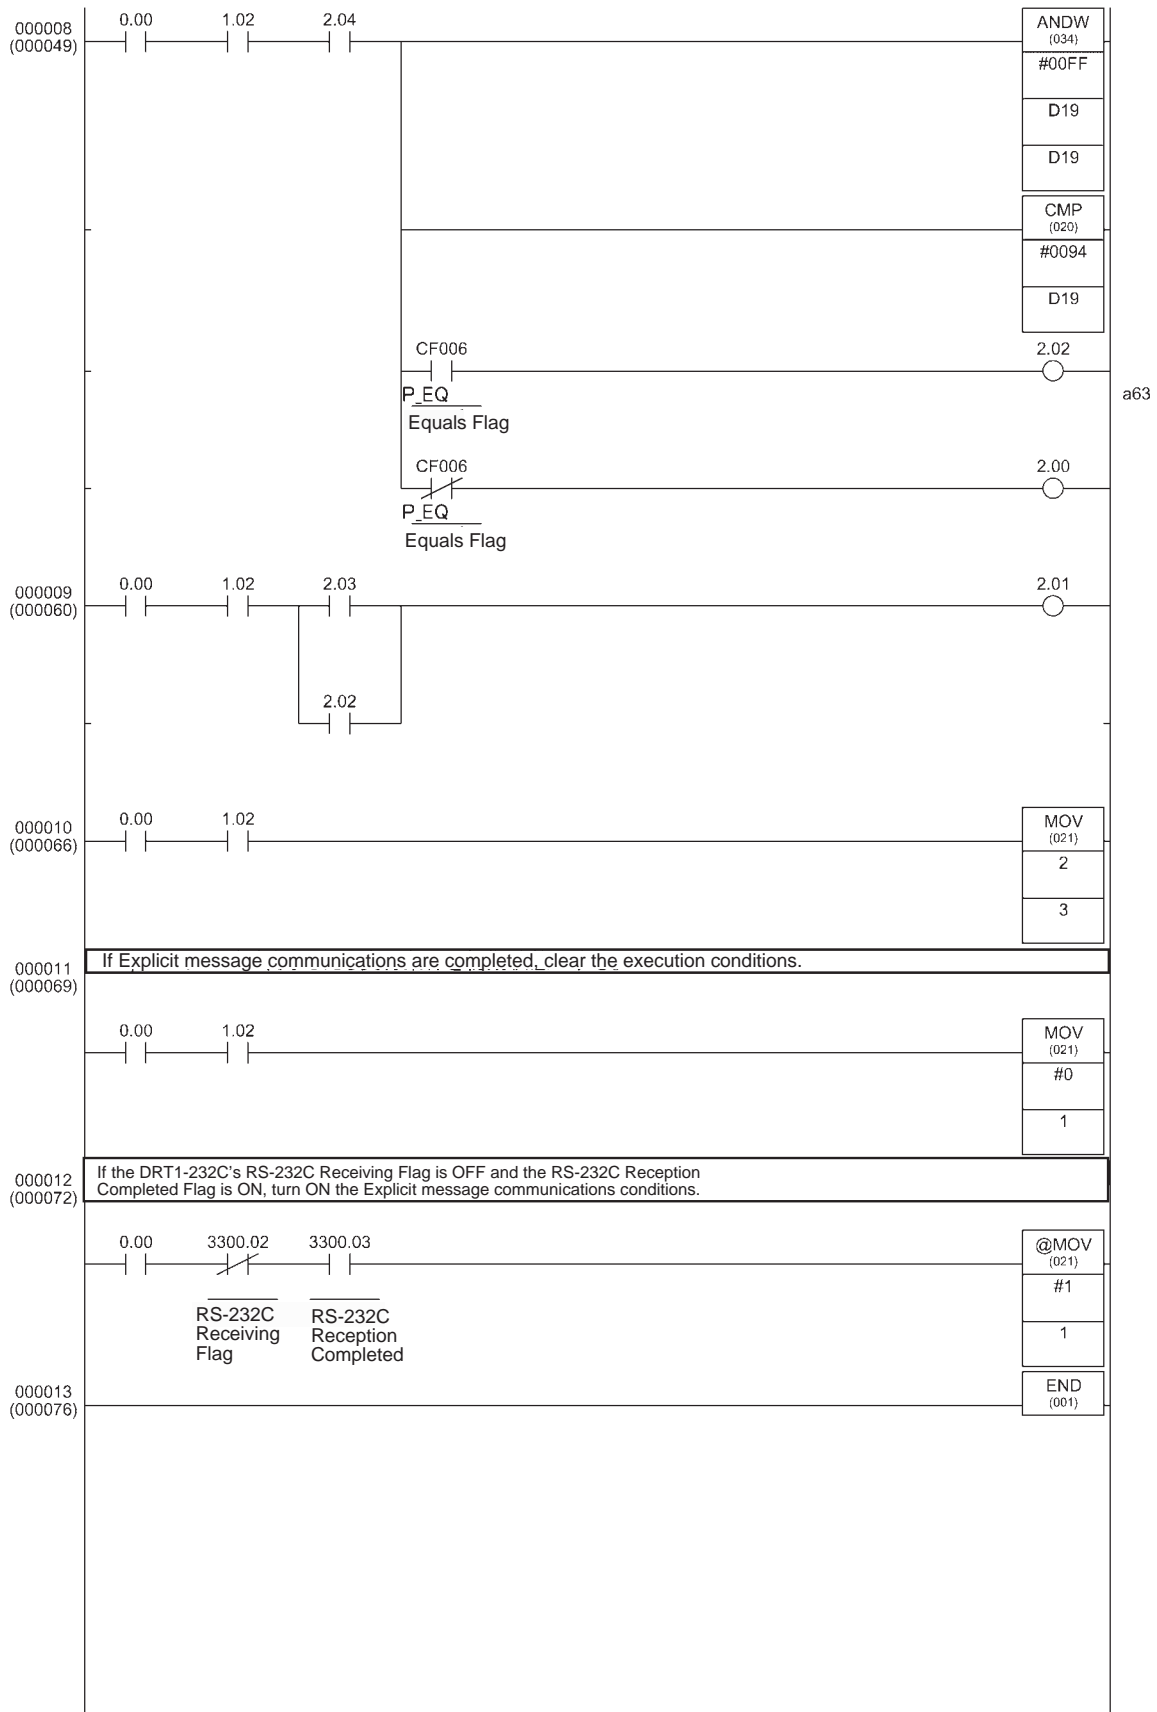 000008
(000049)
0.00 1.02 2.04
ANDW
(034)
#00FF
D19
D19
CMP
(020)
#0094
D19
CF006
P_EQ
Equals Flag
2.02
a63
CF006
P_EQ
Equals Flag
2.00
000009
(000060)
0.00 1.02 2.03
2.01
2.02
000010
(000066)
0.00 1.02
MOV
(021)
2
3
000011
(000069)
If Explicit message communications are completed, clear the execution conditions.
0.00 1.02
MOV
(021)
#0
1
000012
(000072)
If the DRT1-232C's RS-232C Receiving Flag is OFF and the RS-232C Reception
Completed Flag is ON, turn ON the Explicit message communications conditions.
0.00 3300.02 3300.03
RS-232C
Receiving
Flag
RS-232C
Reception
Completed
@MOV
(021)
#1
1
000013
(000076)
END
(001)